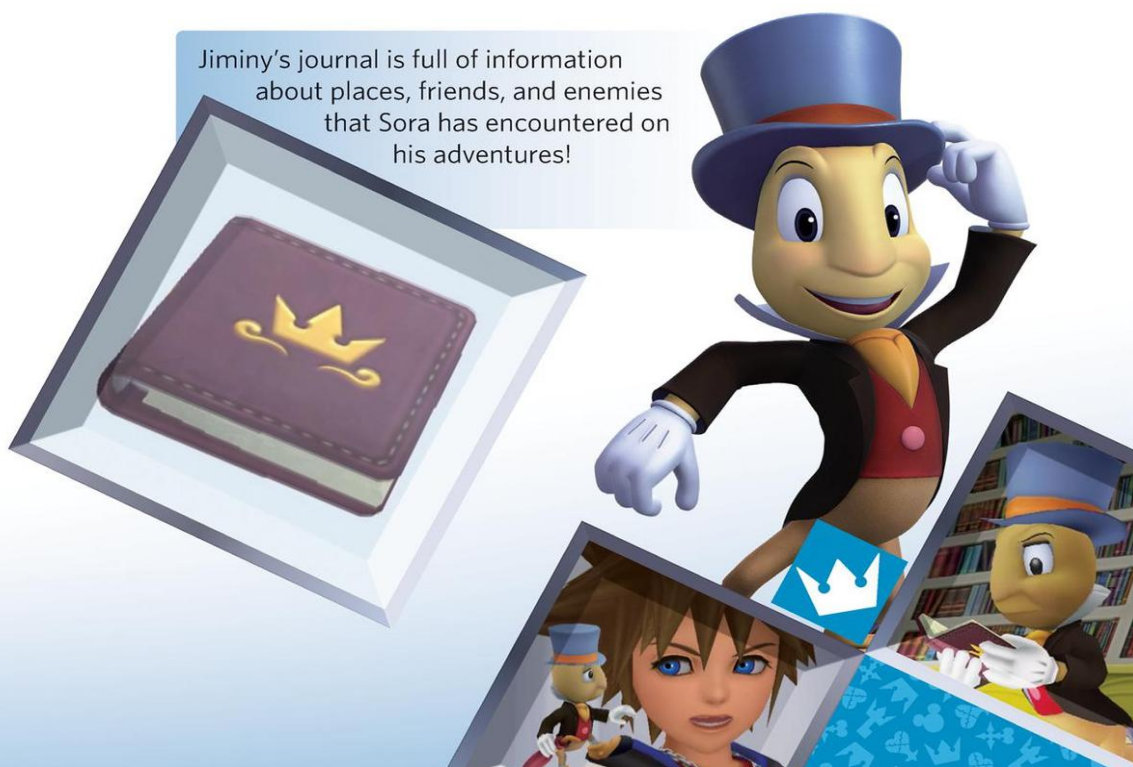 Jiminy’s journal is full of information
about places, friends, and enemies
that Sora has encountered on
his adventures!